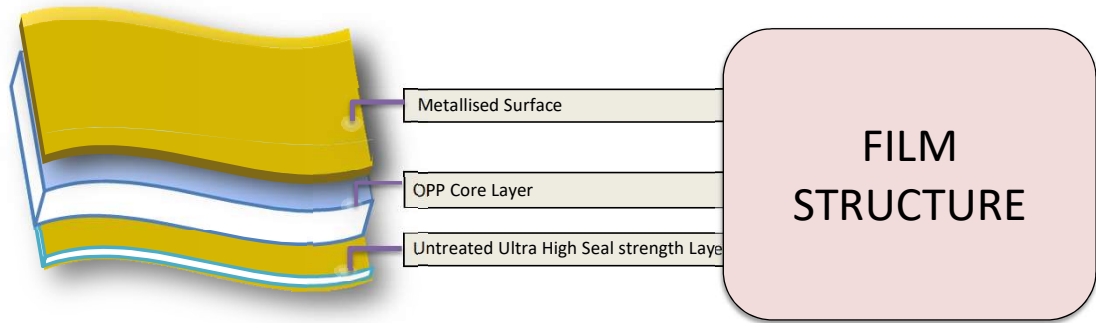 Metallised Surface
OPP Core Layer
Untreated Ultra High Seal strength Laye
FILM
STRUCTURE